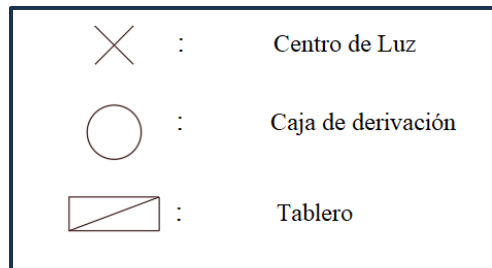 : Centro de Luz
: Caja de derivación
: Tablero